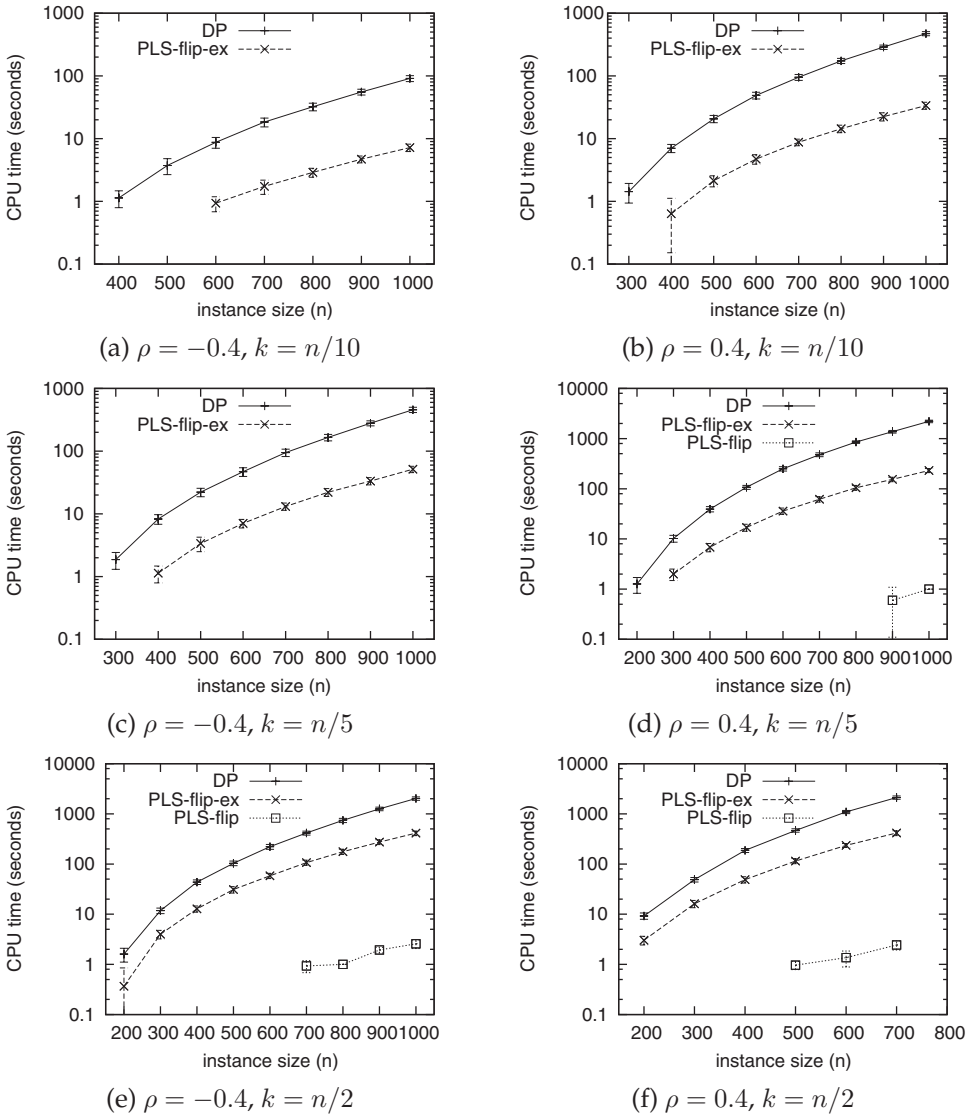 1000
100
10
1
0.1
CPU time (seconds)
DP
PLS-flip-ex
400 500 600 700 800 900 1000
instance size (n)
(a) ρ = −0.4, k = n/10
1000
100
10
1
0.1
CPU time (seconds)
DP
PLS-flip-ex
300 400 500 600 700 800 900 1000
instance size (n)
(b) ρ = 0.4, k = n/10
1000
100
10
1
0.1
CPU time (seconds)
DP
PLS-flip-ex
300 400 500 600 700 800 900 1000
instance size (n)
(c) ρ = −0.4, k = n/5
10000
1000
100
10
1
0.1
CPU time (seconds)
DP
PLS-flip-ex
PLS-flip
200 300 400 500 600 700 800 900 1000
instance size (n)
(d) ρ = 0.4, k = n/5
10000
1000
100
10
1
0.1
CPU time (seconds)
DP
PLS-flip-ex
PLS-flip
200 300 400 500 600 700 800 900 1000
instance size (n)
(e) ρ = −0.4, k = n/2
10000
1000
100
10
1
0.1
CPU time (seconds)
DP
PLS-flip-ex
PLS-flip
200 300 400 500 600 700 800
instance size (n)
(f) ρ = 0.4, k = n/2